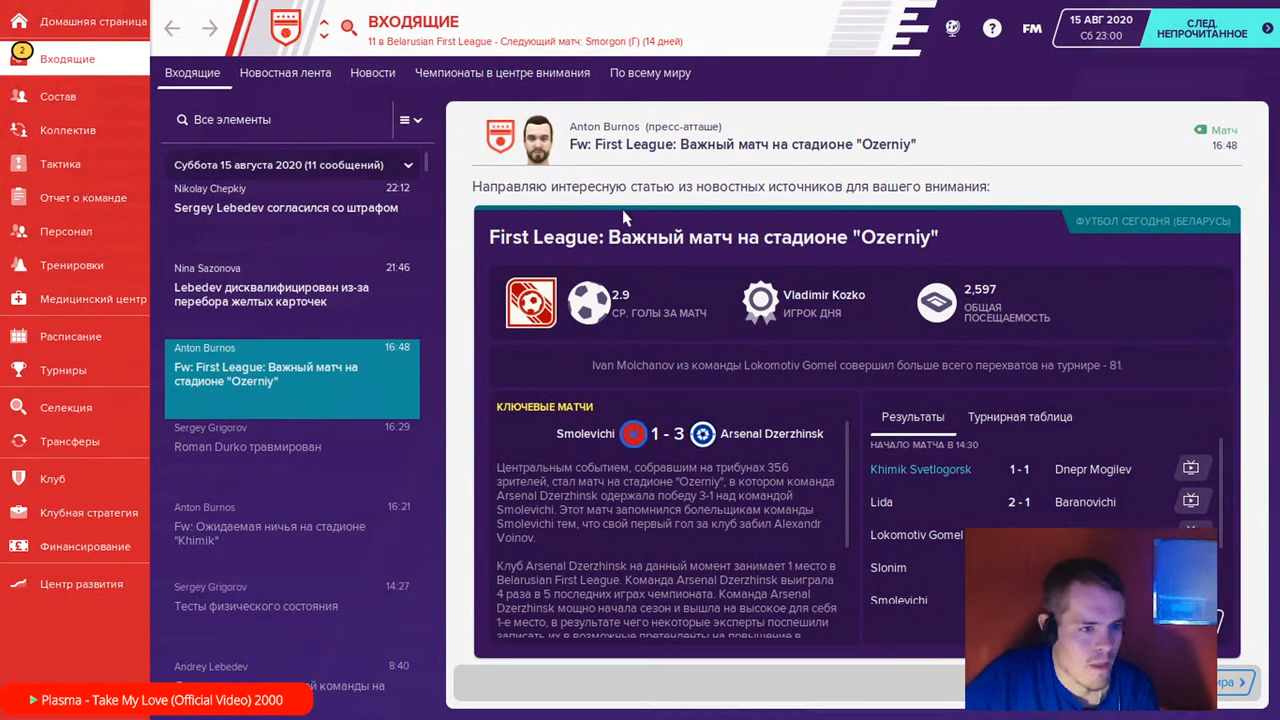 Домашняя страница
2
Входящие
Состав
Коллектив
Тактика
Отчет о команде
Персонал
Тренировки
Медицинский центр
Расписание
Турниры
Селекция
Трансферы
Клуб
Клубная стратегия
Финансирование
Центр развития
ВХОДЯЩИЕ
11 в Belarusian First League - Следующий матч: Smorgon (Г) (14 дней)
?
FM
15 АВГ 2020
Сб 23:00
СЛЕД.
НЕПРОЧИТАННОЕ
Входящие
Новостная лента
Новости
Чемпионаты в центре внимания
По всему миру
Все элементы
Суббота 15 августа 2020 (11 сообщений)
Nikolay Chepkiy 22:12
Sergey Lebedev согласился со штрафом
Nina Sazonova 21:46
Lebedev дисквалифицирован из-за
перебора желтых карточек
Anton Burnos 16:48
Fw: First League: Важный матч на
стадионе "Ozerniy"
Sergey Grigorov 16:29
Roman Durko травмирован
Anton Burnos 16:21
Fw: Ожидаемая ничья на стадионе
"Khimik"
Sergey Grigorov 14:27
Тесты физического состояния
Andrey Lebedev 8:40
й команды на
Plasma - Take My Love (Official Video) 2000
Anton Burnos (пресс-атташе)
Fw: First League: Важный матч на стадионе "Ozerniy"
Матч
16:48
Направляю интересную статью из новостных источников для вашего внимания:
ФУТБОЛ СЕГОДНЯ (БЕЛАРУСЬ)
First League: Важный матч на стадионе "Ozerniy"
2.9
СР. ГОЛЫ ЗА МАТЧ
Vladimir Kozko
ИГРОК ДНЯ
2,597
ОБЩАЯ
ПОСЕЩАЕМОСТЬ
Ivan Molchanov из команды Lokomotiv Gomel совершил больше всего перехватов на турнире - 81.
КЛЮЧЕВЫЕ МАТЧИ
Smolevichi 1 - 3 Arsenal Dzerzhinsk
Центральным событием, собравшим на трибунах 356
зрителей, стал матч на стадионе "Ozerniy", в котором команда
Arsenal Dzerzhinsk одержала победу 3-1 над командой
Smolevichi. Этот матч запомнился болельщикам команды
Smolevichi тем, что свой первый гол за клуб забил Alexandr
Voinov.
Клуб Arsenal Dzerzhinsk на данный момент занимает 1 место в
Belarusian First League. Команда Arsenal Dzerzhinsk выиграла
4 раза в 5 последних играх чемпионата. Команда Arsenal
Dzerzhinsk мощно начала сезон и вышла на высокое для себя
1-е место, в результате чего некоторые эксперты поспешили
записать их в возможные претенденты на повышение в
Результаты
Турнирная таблица
НАЧАЛО МАТЧА В 14:30
Khimik Svetlogorsk 1 - 1 Dnepr Mogilev
Lida 2 - 1 Baranovichi
Lokomotiv Gomel
Slonim
Smolevichi
ира